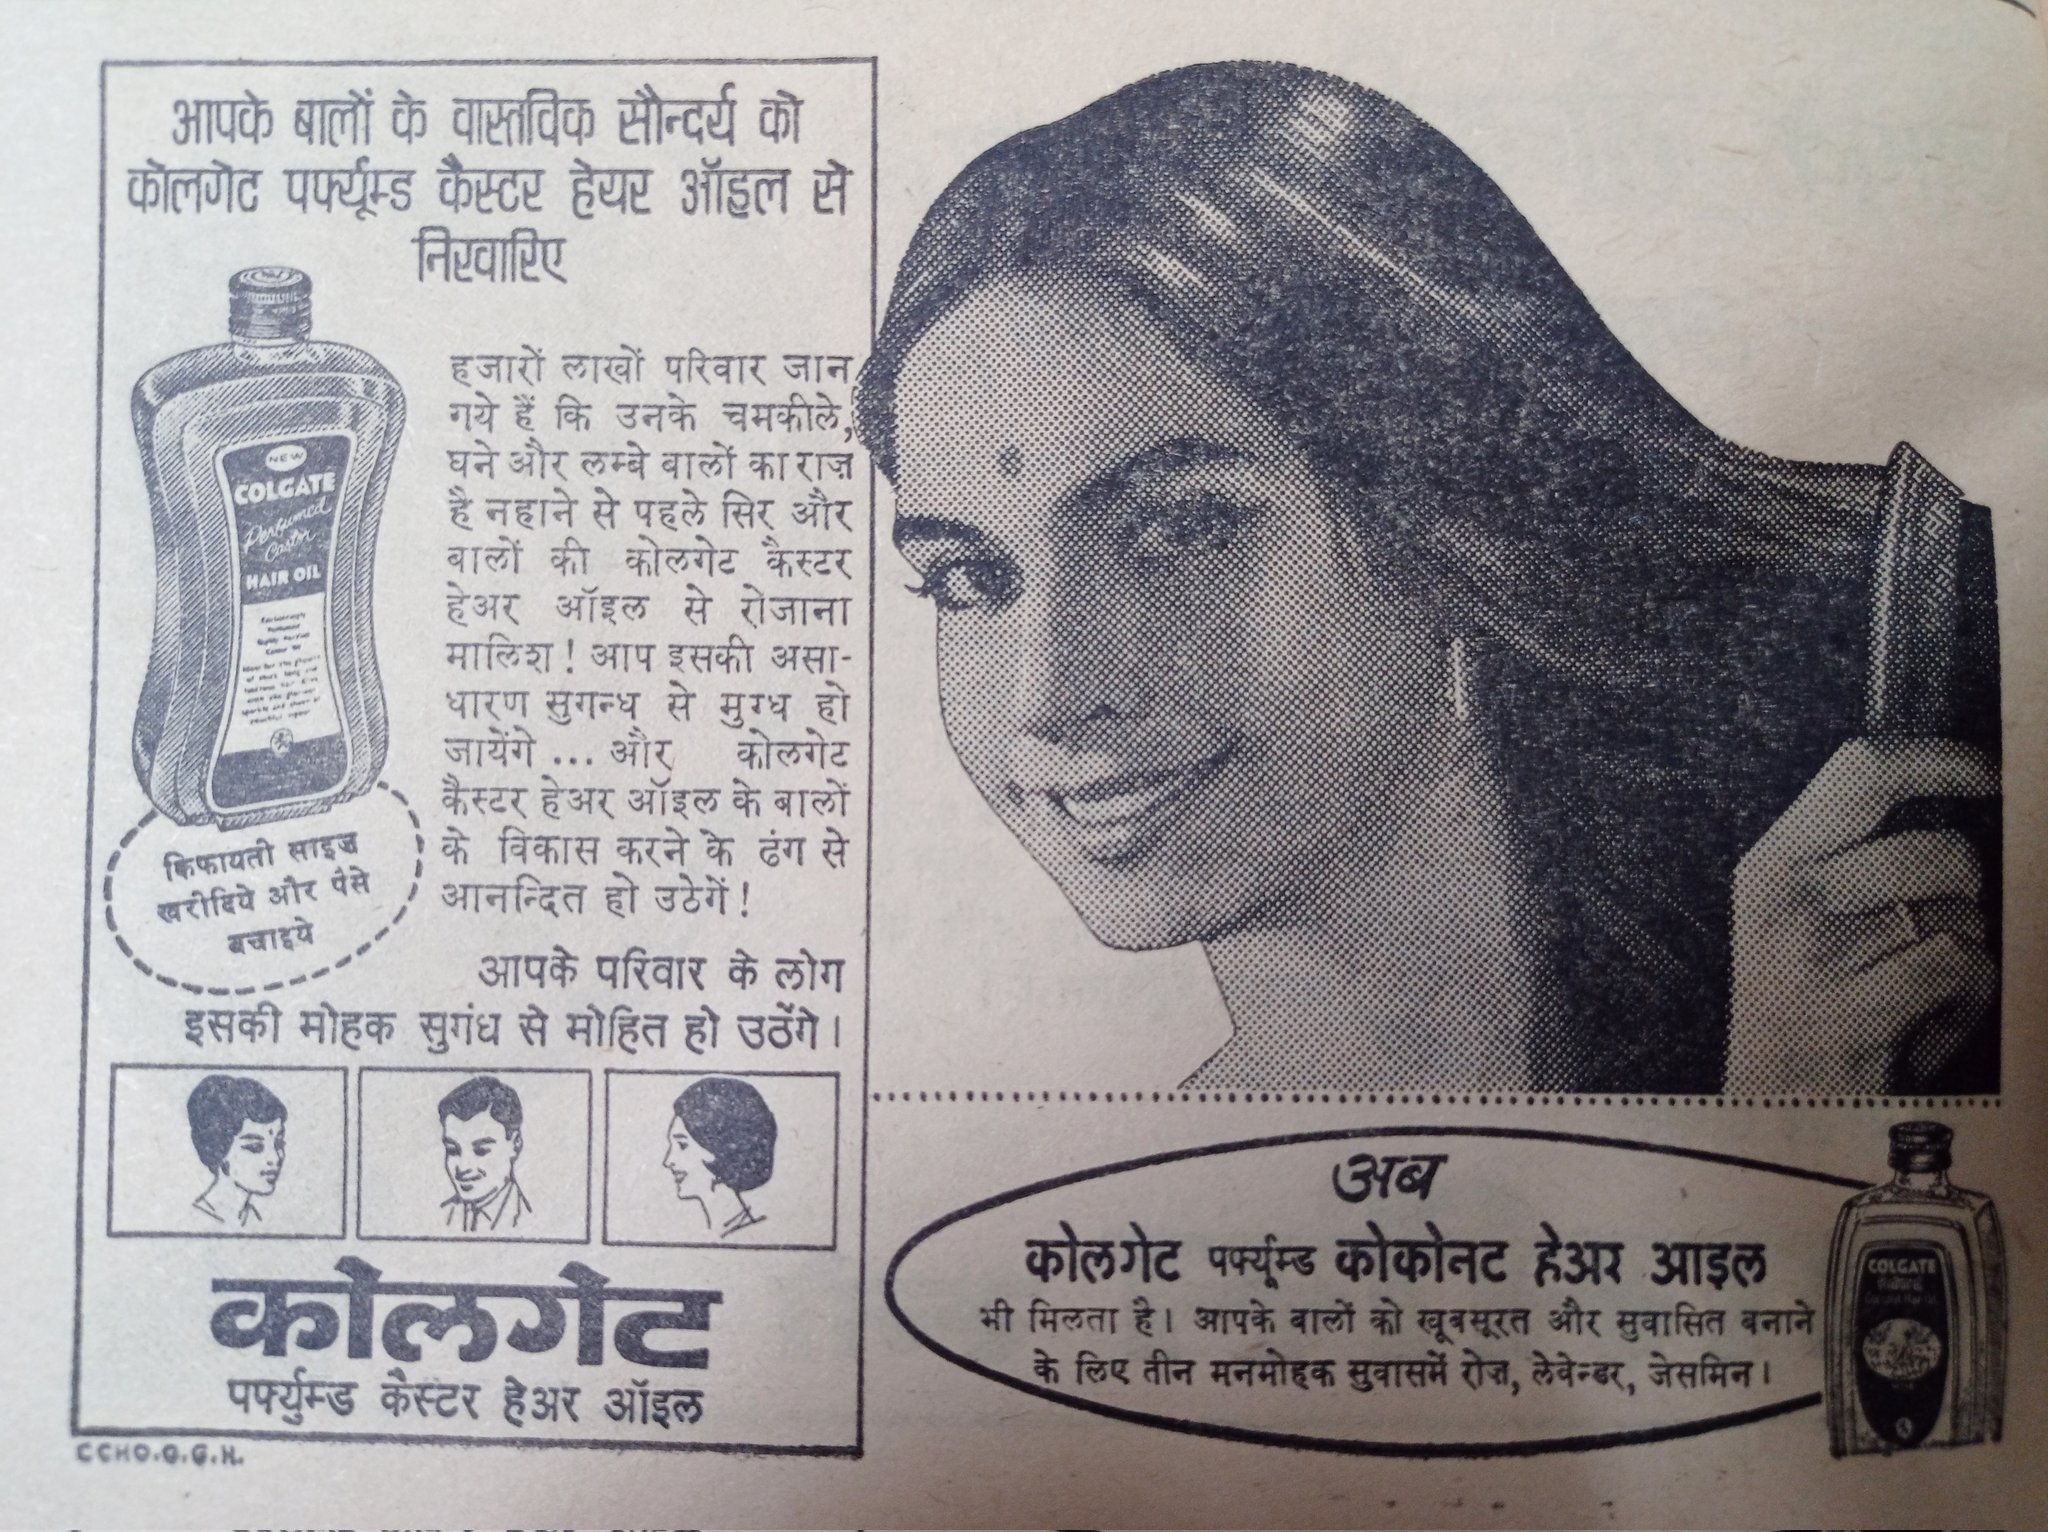 आपके बालों के वास्तविक सौन्दर्य को
कोलगेट पर्फ्यूम्ड कैस्टर हेयर ऑइल से
निखारिए
NEW
COLGATE
Perfumed
Castor
HAIR OIL
हजारों लाखों परिवार जान
गये हैं कि उनके चमकीले,
घने और लम्बे बालों का राज़
है नहाने से पहले सिर और
बालों की कोलगेट कैस्टर
हेअर ऑइल से रोजाना
मालिश! आप इसकी असा-
धारण सुगन्ध से मुग्ध हो
जायेंगे ... और कोलगेट
कैस्टर हेअर ऑइल के बालों
के विकास करने के ढंग से
आनन्दित हो उठेगें!
किफायती साइज़
खरीदिये और पैसे
बचाइये
आपके परिवार के लोग
इसकी मोहक सुगंध से मोहित हो उठेंगे।
कोलगेट
पर्फ्युम्ड कैस्टर हेअर ऑइल
CCHO.G.G.H.
अब
कोलगेट पर्फ्यूम्ड कोकोनट हेअर आइल
भी मिलता है। आपके बालों को खूबसूरत और सुवासित बनाने
के लिए तीन मनमोहक सुवासमें रोज़, लेवेन्डर, जेसमिन।
COLGATE